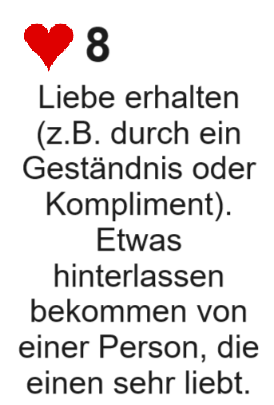 ♥ 8
Liebe erhalten
(z.B. durch ein
Geständnis oder
Kompliment).
Etwas
hinterlassen
bekommen von
einer Person, die
einen sehr liebt.